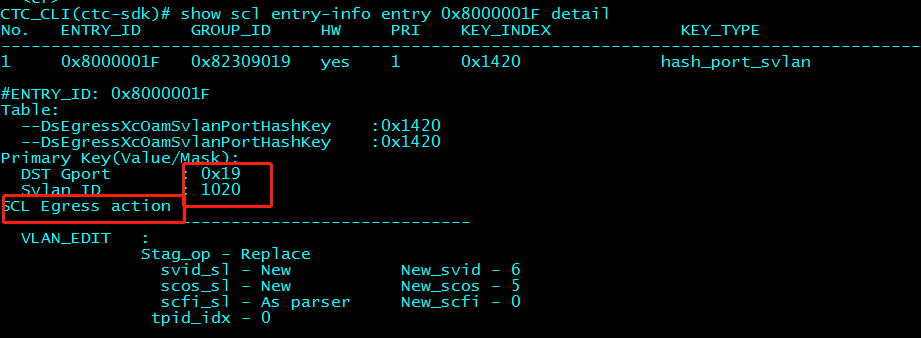 CTC_CLI(ctc-sdk)# show scl entry-info entry 0x8000001F detail
No. ENTRY_ID GROUP_ID HW PRI KEY_INDEX KEY_TYPE
1 0x8000001F 0x82309019 yes 1 0x1420 hash_port_svlan
#ENTRY_ID: 0x8000001F
Table:
--DsEgressXcOamSvlanPortHashKey :0x1420
--DsEgressXcOamSvlanPortHashKey :0x1420
Primary Key(Value/Mask):
DST Gport : 0x19
Svlan ID : 1020
SCL Egress action
VLAN_EDIT :
Stag_op - Replace
svid_sl - New New_svid - 6
scos_sl - New New_scos - 5
scfi_sl - As parser New_scfi - 0
tpid_idx - 0